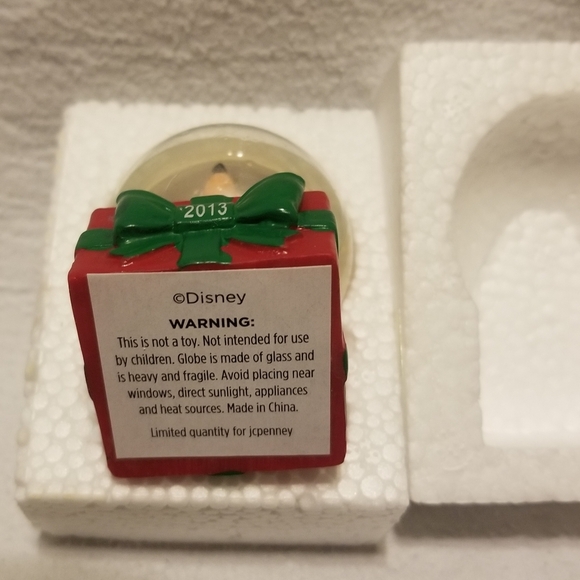 2013
©Disney
WARNING:
This is not a toy. Not intended for use
by children. Globe is made of glass and
is heavy and fragile. Avoid placing near
windows, direct sunlight, appliances
and heat sources. Made in China.
Limited quantity for jcpenney